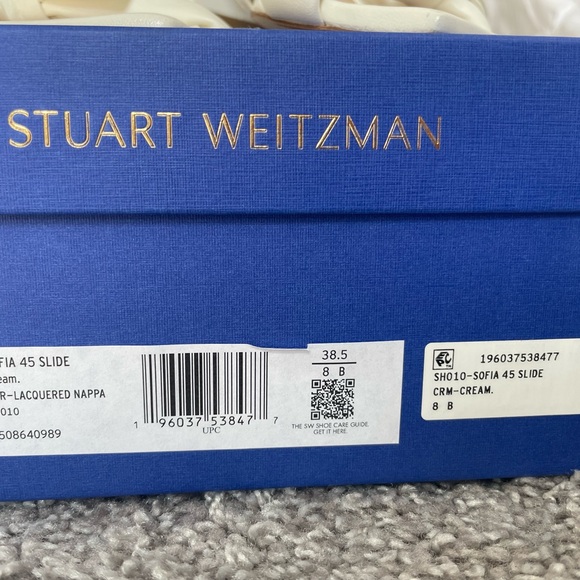 STUART WEITZMAN
FIA 45 SLIDE
eam.
R-LACQUERED NAPPA
010
508640989
1 96037 53847 7
UPC
38.5
8 B
THE SW SHOE CARE GUIDE.
GET IT HERE.
196037538477
SH010-SOFIA 45 SLIDE
CRM-CREAM.
8 B